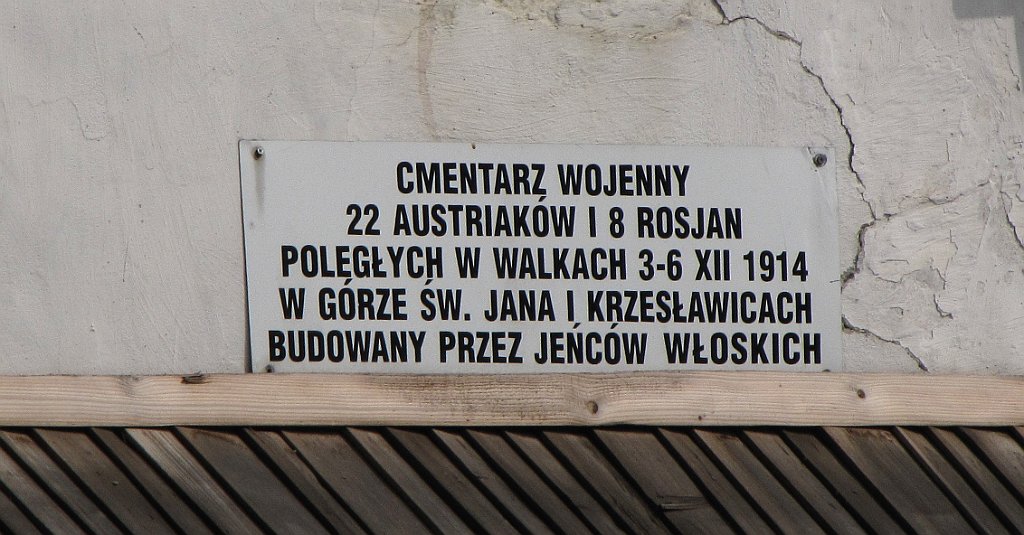 CMENTARZ WOJENNY
22 AUSTRIAKÓW I 8 ROSJAN
POLĘGŁYCH W WALKACH 3-6 XII 1914
W GÓRZE ŚW. JANA I KRZESŁAWICACH
BUDOWANY PRZEZ JEŃCÓW WŁOSKICH